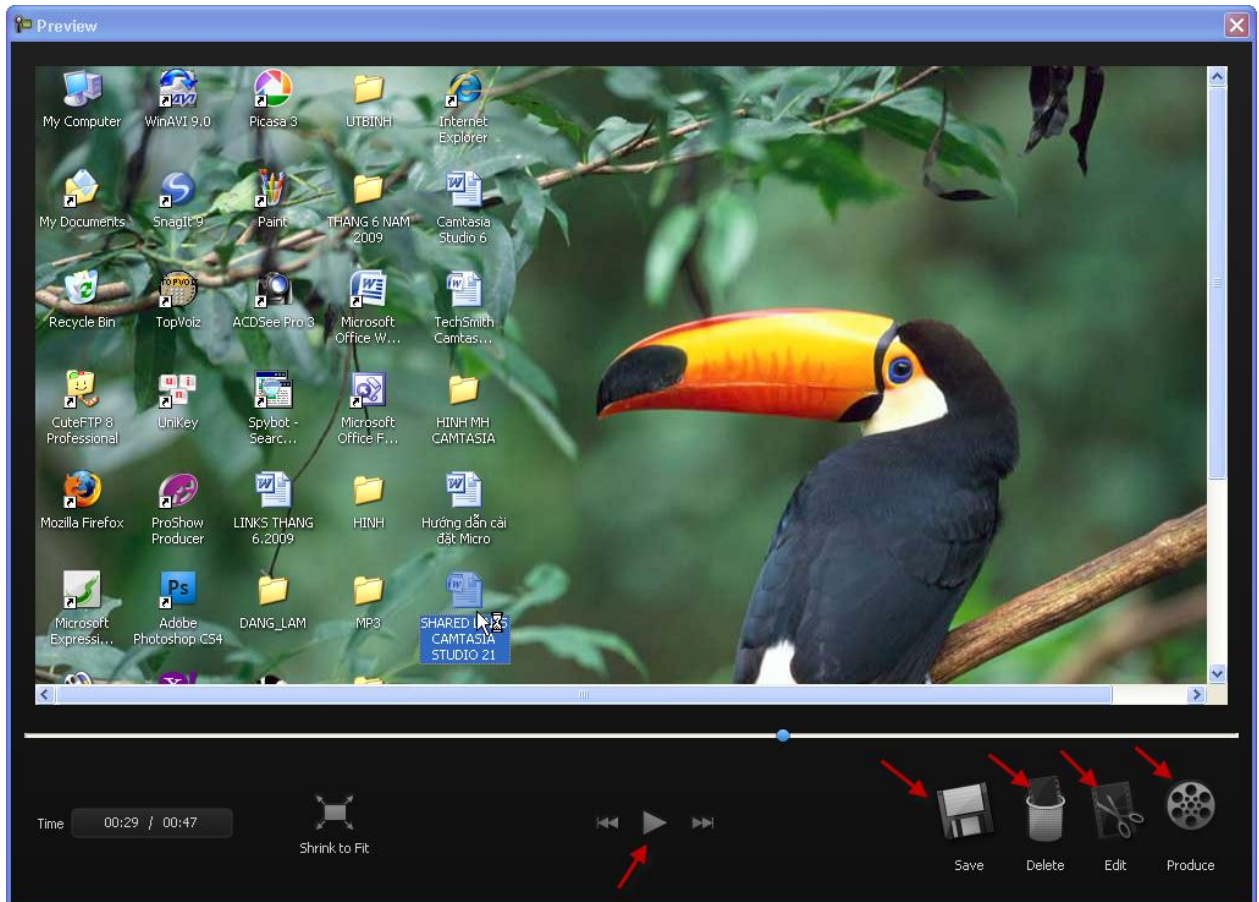 Preview
My Computer
WinAVI 9.0
Picasa 3
UTBINH
Internet
Explorer
My Documents
SnagIt 9
Paint
THANG 6 NAM
2009
Camtasia
Studio 6
Recycle Bin
TopVoiz
ACDSee Pro 3
Microsoft
Office W...
TechSmith
Camtas...
CuteFTP 8
Professional
UniKey
Spybot -
Searc...
Microsoft
Office F...
HINH MH
CAMTASIA
Mozilla Firefox
ProShow
Producer
LINKS THANG
6.2009
HINH
Hướng dẫn cài
đặt Micro
Microsoft
Expressi...
Adobe
Photoshop CS4
DANG_LAM
MP3
SHARED LINKS
CAMTASIA
STUDIO 21
Time 00:29 / 00:47
Shrink to Fit
Save
Delete
Edit
Produce